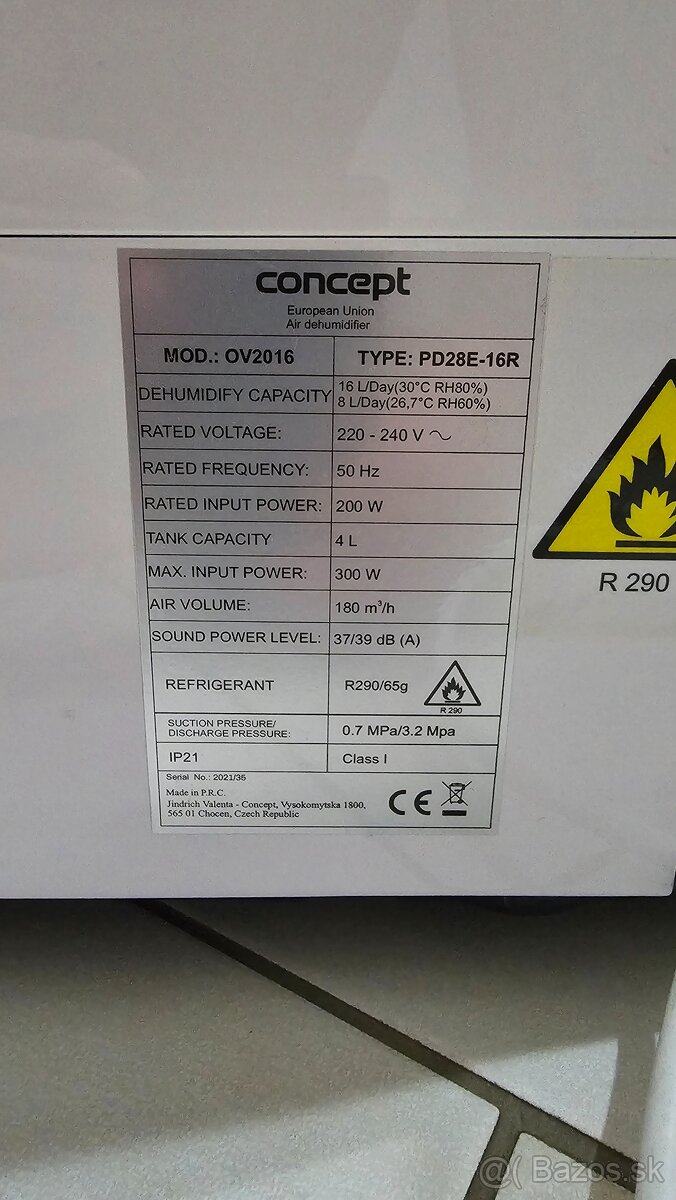 concept
European Union
Air dehumidifier
MOD.: OV2016 TYPE: PD28E-16R
DEHUMIDIFY CAPACITY 16 L/Day(30°C RH80%)
8 L/Day(26,7°C RH60%)
RATED VOLTAGE: 220 - 240 V ~
RATED FREQUENCY: 50 Hz
RATED INPUT POWER: 200 W
TANK CAPACITY 4 L
MAX. INPUT POWER: 300 W
AIR VOLUME: 180 m³/h
SOUND POWER LEVEL: 37/39 dB (A)
REFRIGERANT R290/65g
R 290
SUCTION PRESSURE/
DISCHARGE PRESSURE: 0.7 MPa/3.2 Mpa
IP21 Class I
Serial No.: 2021/35
Made in P.R.C.
Jindrich Valenta - Concept, Vysokomytska 1800,
565 01 Chocen, Czech Republic
CE
R 290
@( Bazos.sk